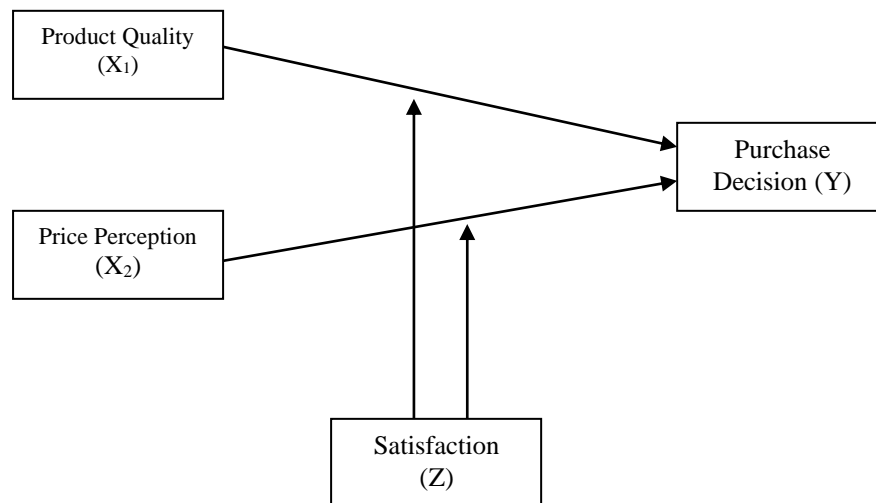 Product Quality
(X₁)
Purchase
Decision (Y)
Price Perception
(X₂)
Satisfaction
(Z)